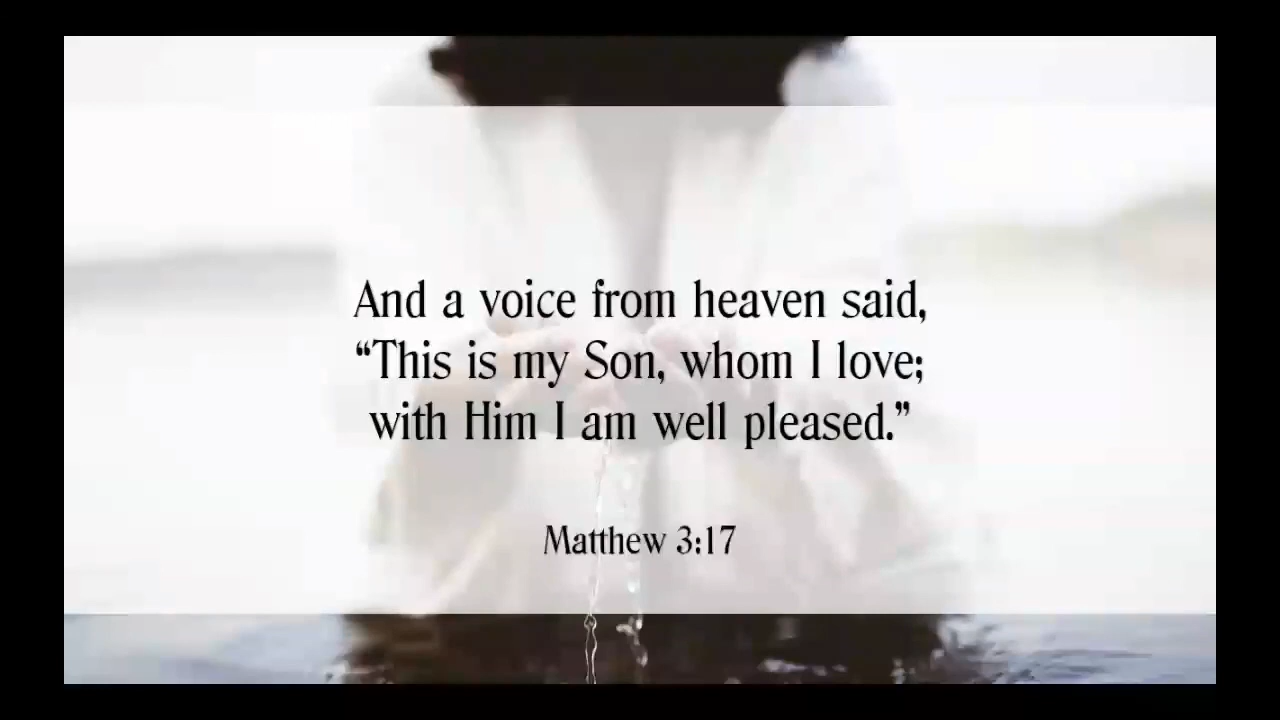 And a voice from heaven said,
“This is my Son, whom I love;
with Him I am well pleased.”
Matthew 3:17